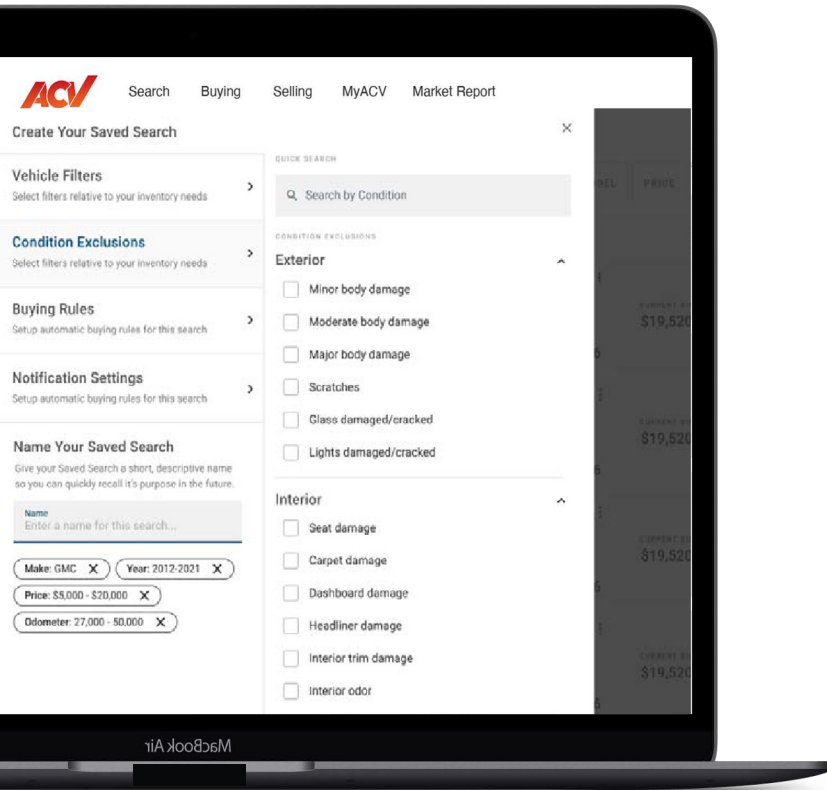 ACV
Search Buying Selling MyACV Market Report
Create Your Saved Search
Vehicle Filters
Select filters relative to your inventory needs
Condition Exclusions
Select filters relative to your inventory needs
Buying Rules
Setup automatic buying rules for this search
Notification Settings
Setup automatic buying rules for this search
Name Your Saved Search
Give your Saved Search a short, descriptive name
so you can quickly recall it's purpose in the future.
Name
Enter a name for this search...
Make: GMC X Year: 2012-2021 X
Price: $5,000 - $20,000 X
Odometer: 27,000 - 50,000 X
QUICK SEARCH
Search by Condition
CONDITION EXCLUSIONS
Exterior
Minor body damage
Moderate body damage
Major body damage
Scratches
Glass damaged/cracked
Lights damaged/cracked
Interior
Seat damage
Carpet damage
Dashboard damage
Headliner damage
Interior trim damage
Interior odor
DEL PRICE
CURRENT
$19,520
CURRENT
$19,520
CURRENT
$19,520
CURRENT
$19,520
MacBook Air